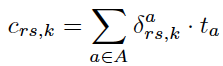 c_{rs,k} = \sum_{a \in A} \delta^{a}_{rs,k} \cdot t_a